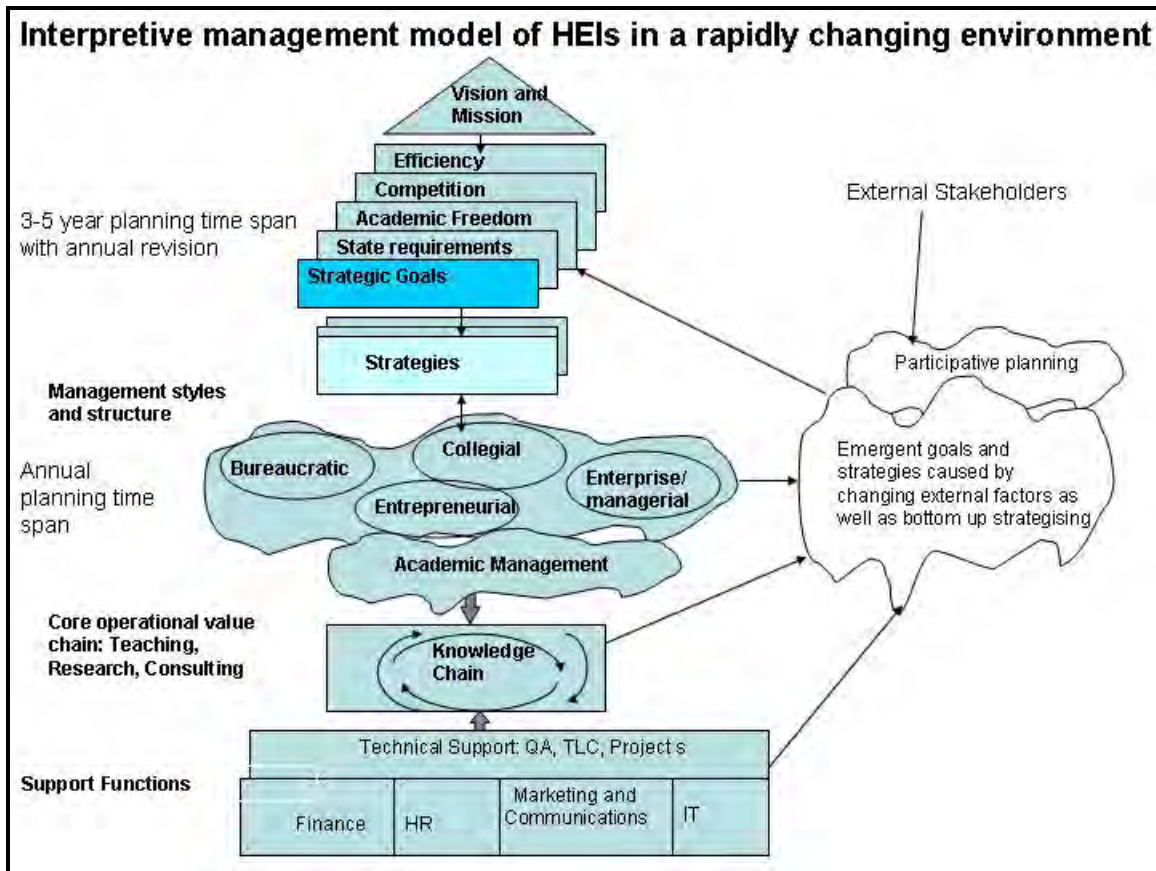 Interpretive management model of HEIs in a rapidly changing environment
Vision and
Mission
Efficiency
Competition
Academic Freedom
State requirements
Strategic Goals
3-5 year planning time span
with annual revision
External Stakeholders
Strategies
Participative planning
Management styles
and structure
Annual
planning time
span
Bureaucratic
Collegial
Entrepreneurial
Enterprise/
managerial
Emergent goals and
strategies caused by
changing external factors as
well as bottom up strategising
Academic Management
Core operational value
chain: Teaching,
Research, Consulting
Knowledge
Chain
Technical Support: QA, TLC, Project s
Support Functions
Finance
HR
Marketing and
Communications
IT